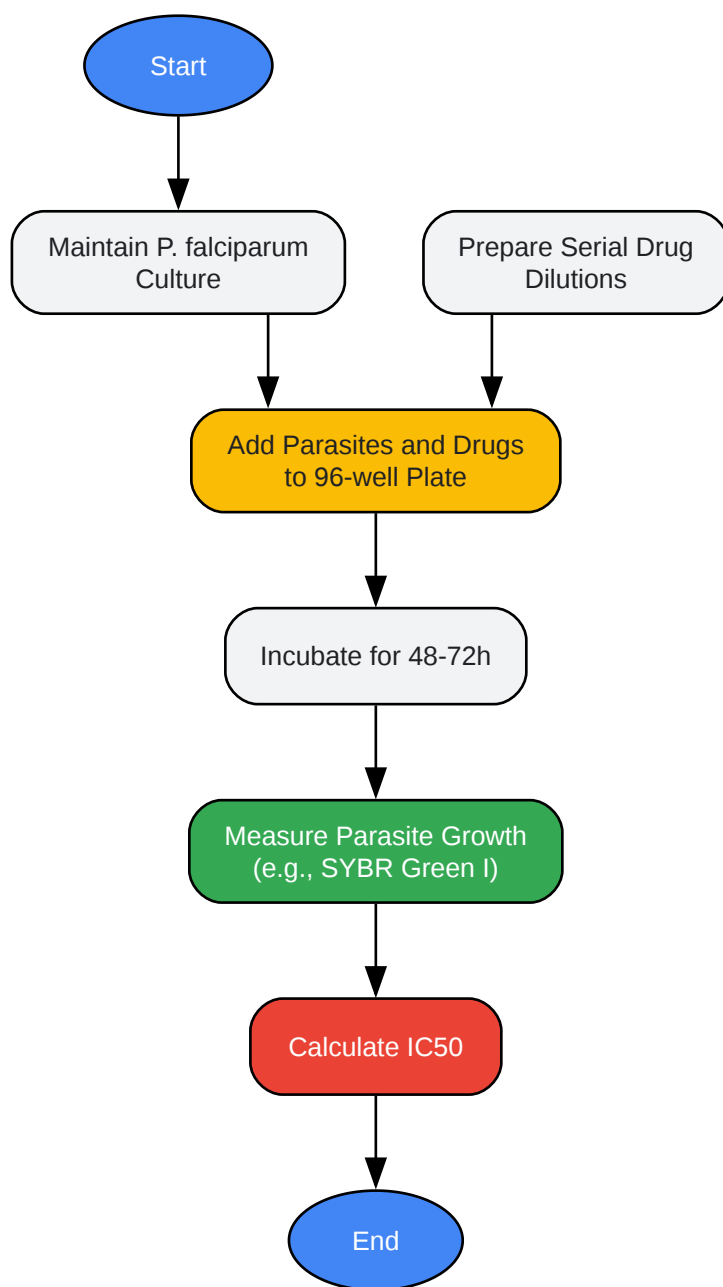 Start
Maintain P. falciparum
Culture
Prepare Serial Drug
Dilutions
Add Parasites and Drugs
to 96-well Plate
Incubate for 48-72h
Measure Parasite Growth
(e.g., SYBR Green I)
Calculate IC50
End